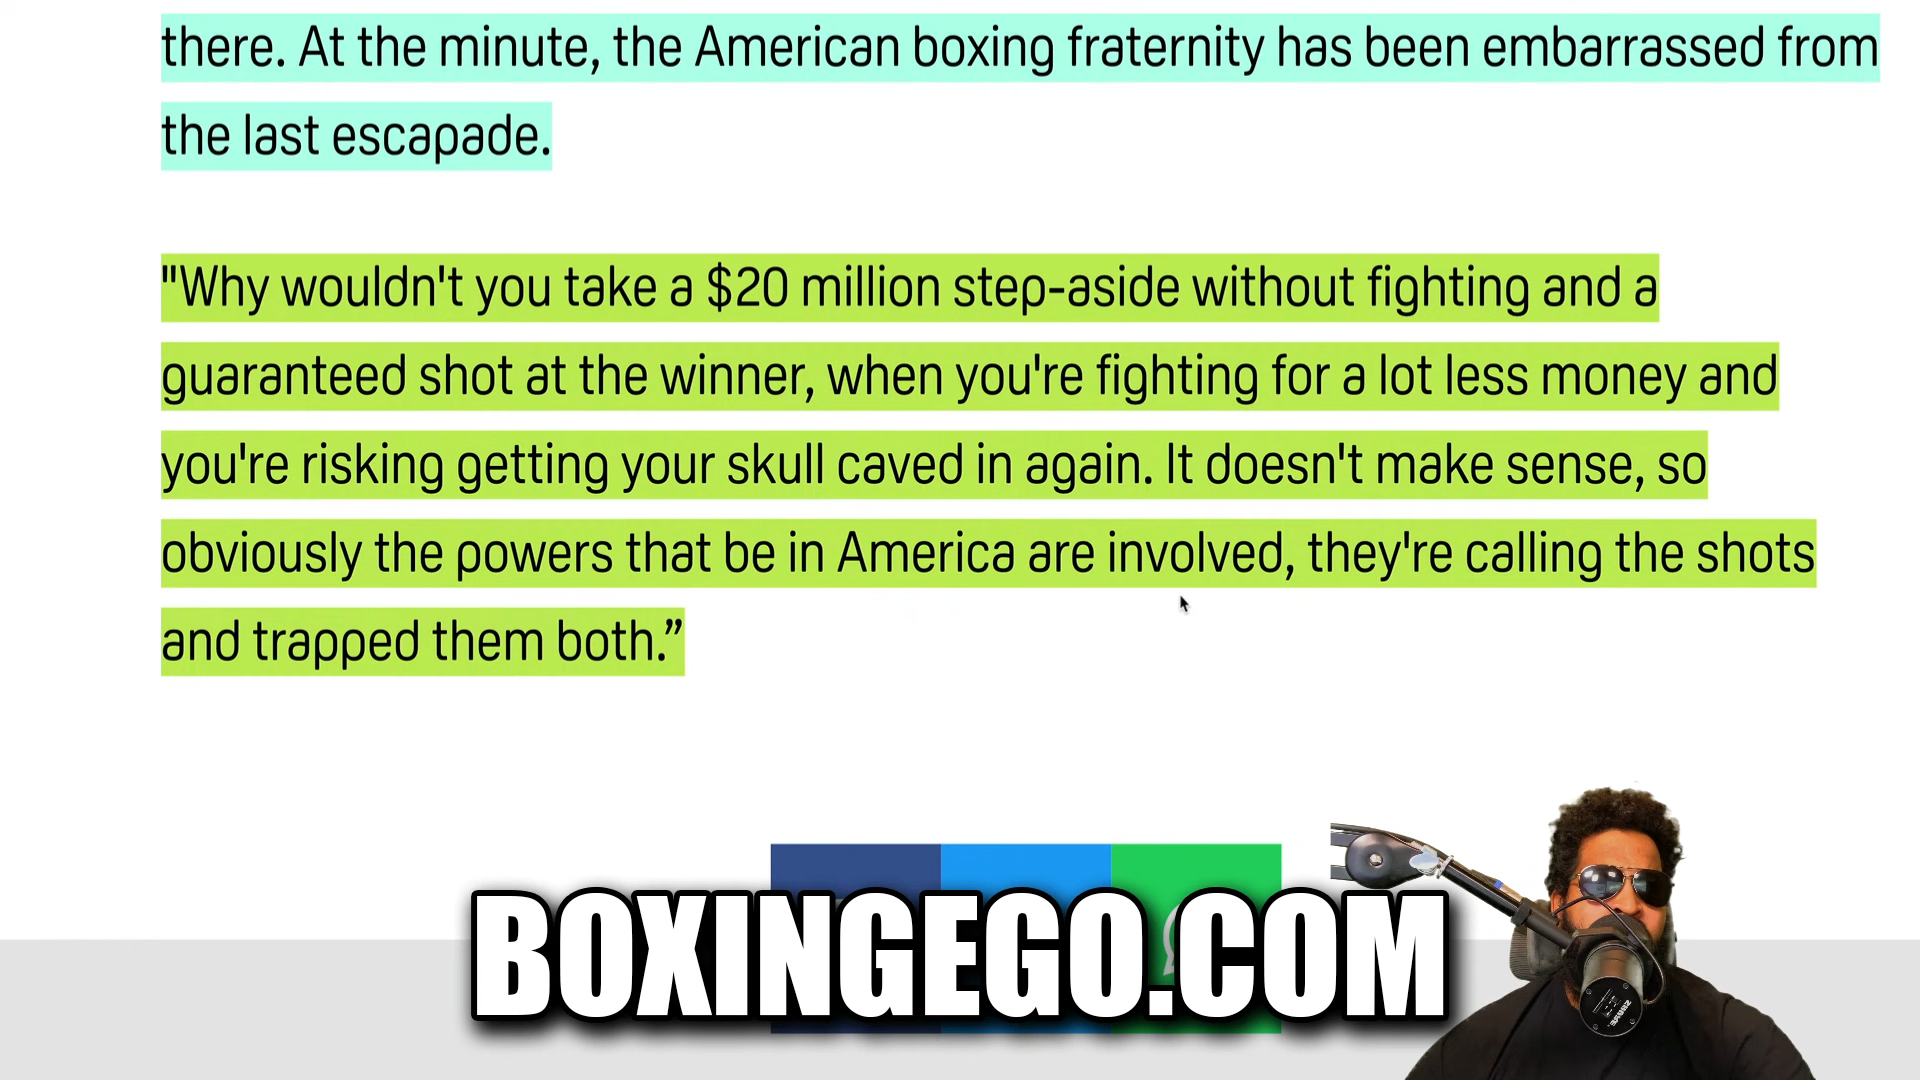 there. At the minute, the American boxing fraternity has been embarrassed from
the last escapade.
"Why wouldn't you take a $20 million step-aside without fighting and a
guaranteed shot at the winner, when you're fighting for a lot less money and
you're risking getting your skull caved in again. It doesn't make sense, so
obviously the powers that be in America are involved, they're calling the shots
and trapped them both.”
BOXINGEGO.COM